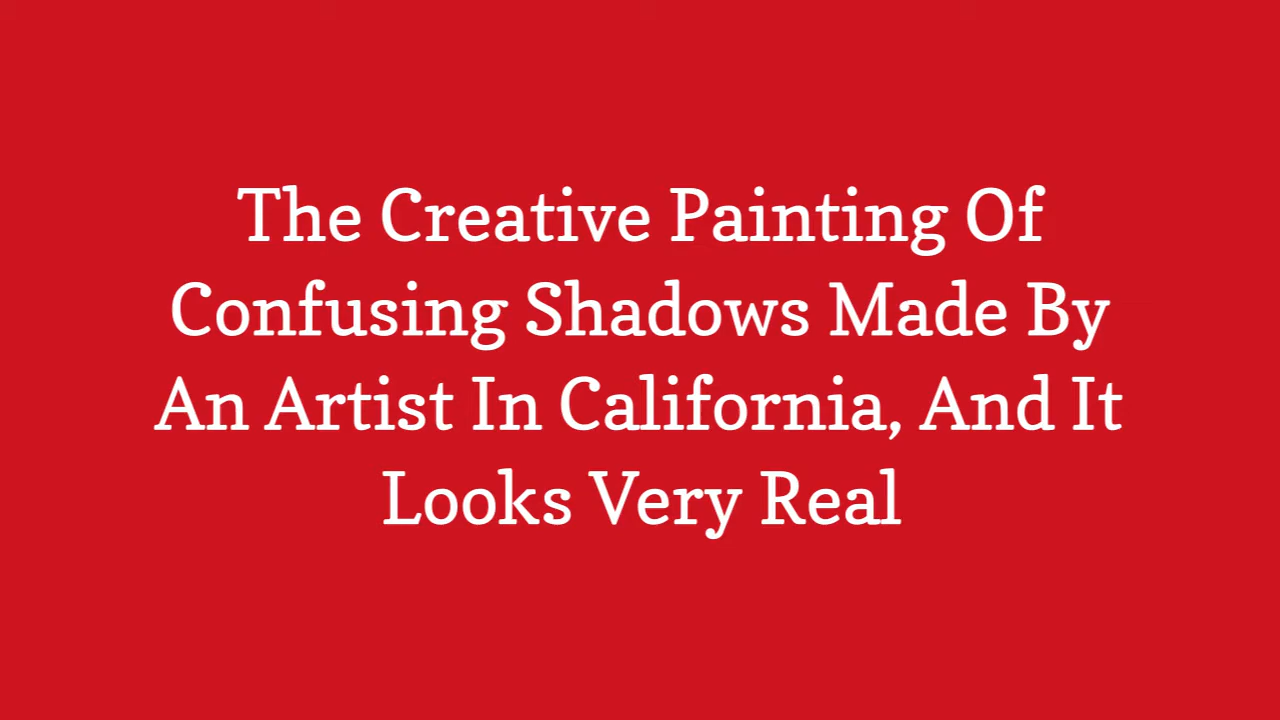 The Creative Painting Of
Confusing Shadows Made By
An Artist In California, And It
Looks Very Real